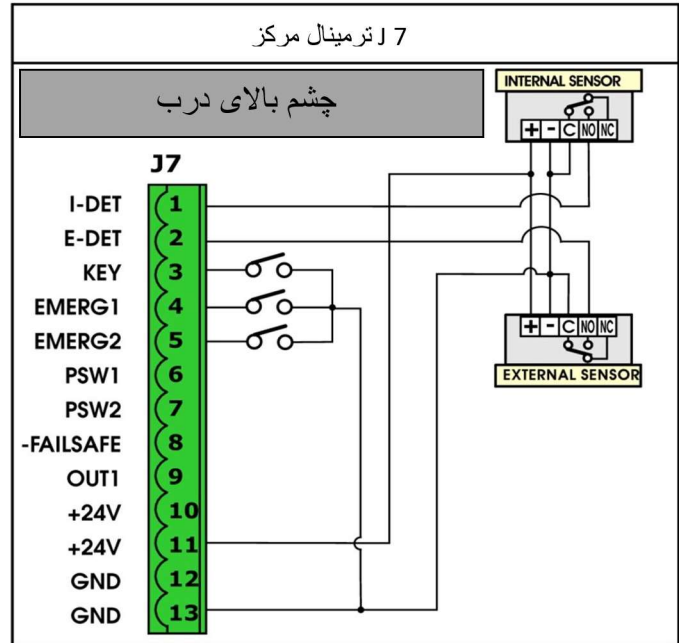 J 7 ترمینال مرکز
چشم بالای درب
INTERNAL SENSOR
+ - C NO NC
J7
I-DET 1
E-DET 2
KEY 3
EMERG1 4
EMERG2 5
PSW1 6
PSW2 7
-FAILSAFE 8
OUT1 9
+24V 10
+24V 11
GND 12
GND 13
+ - C NO NC
EXTERNAL SENSOR